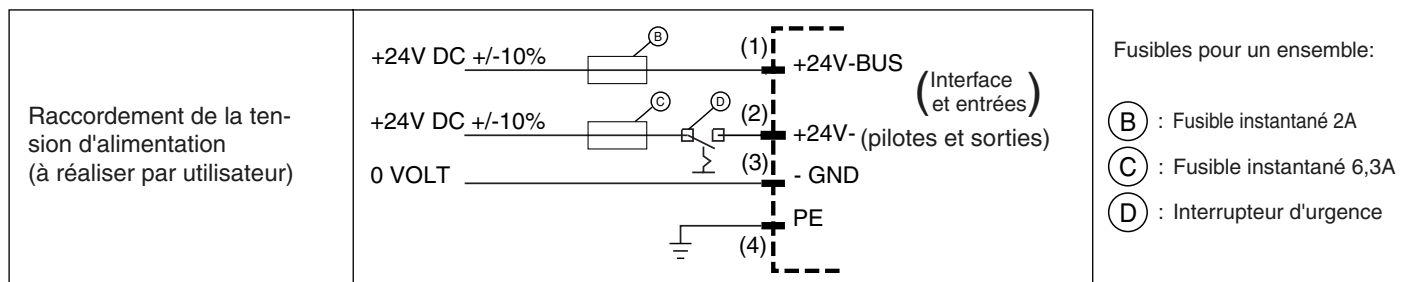 Raccordement de la ten-
sion d'alimentation
(à réaliser par utilisateur)
+24V DC +/-10%
B
(1)
+24V-BUS
(Interface
et entrées)
+24V DC +/-10%
C
D
(2)
+24V- (pilotes et sorties)
0 VOLT
(3)
- GND
PE
(4)
Fusibles pour un ensemble:
B : Fusible instantané 2A
C : Fusible instantané 6,3A
D : Interrupteur d'urgence